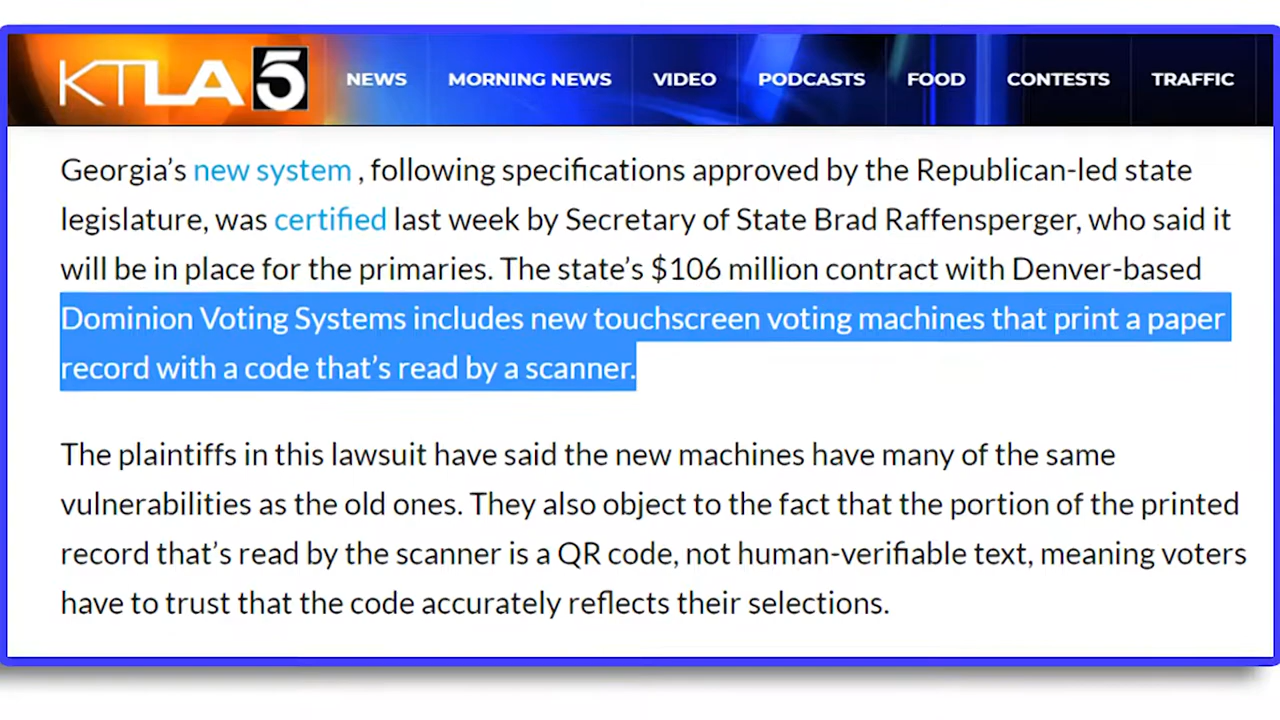 KTLA 5 NEWS MORNING NEWS VIDEO PODCASTS FOOD CONTESTS TRAFFIC
Georgia’s new system , following specifications approved by the Republican-led state
legislature, was certified last week by Secretary of State Brad Raffensperger, who said it
will be in place for the primaries. The state’s $106 million contract with Denver-based
Dominion Voting Systems includes new touchscreen voting machines that print a paper
record with a code that’s read by a scanner.
The plaintiffs in this lawsuit have said the new machines have many of the same
vulnerabilities as the old ones. They also object to the fact that the portion of the printed
record that’s read by the scanner is a QR code, not human-verifiable text, meaning voters
have to trust that the code accurately reflects their selections.